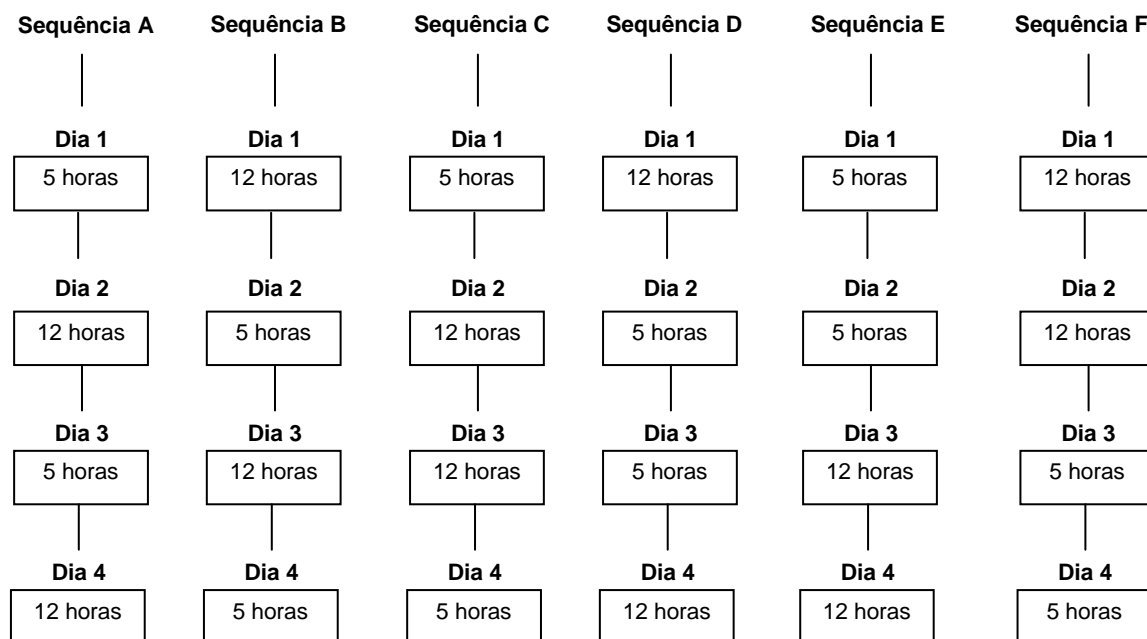 Sequência A Sequência B Sequência C Sequência D Sequência E Sequência F
Dia 1 Dia 1 Dia 1 Dia 1 Dia 1 Dia 1
5 horas 12 horas 5 horas 12 horas 5 horas 12 horas
Dia 2 Dia 2 Dia 2 Dia 2 Dia 2 Dia 2
12 horas 5 horas 12 horas 5 horas 5 horas 12 horas
Dia 3 Dia 3 Dia 3 Dia 3 Dia 3 Dia 3
5 horas 12 horas 12 horas 5 horas 12 horas 5 horas
Dia 4 Dia 4 Dia 4 Dia 4 Dia 4 Dia 4
12 horas 5 horas 5 horas 12 horas 12 horas 5 horas